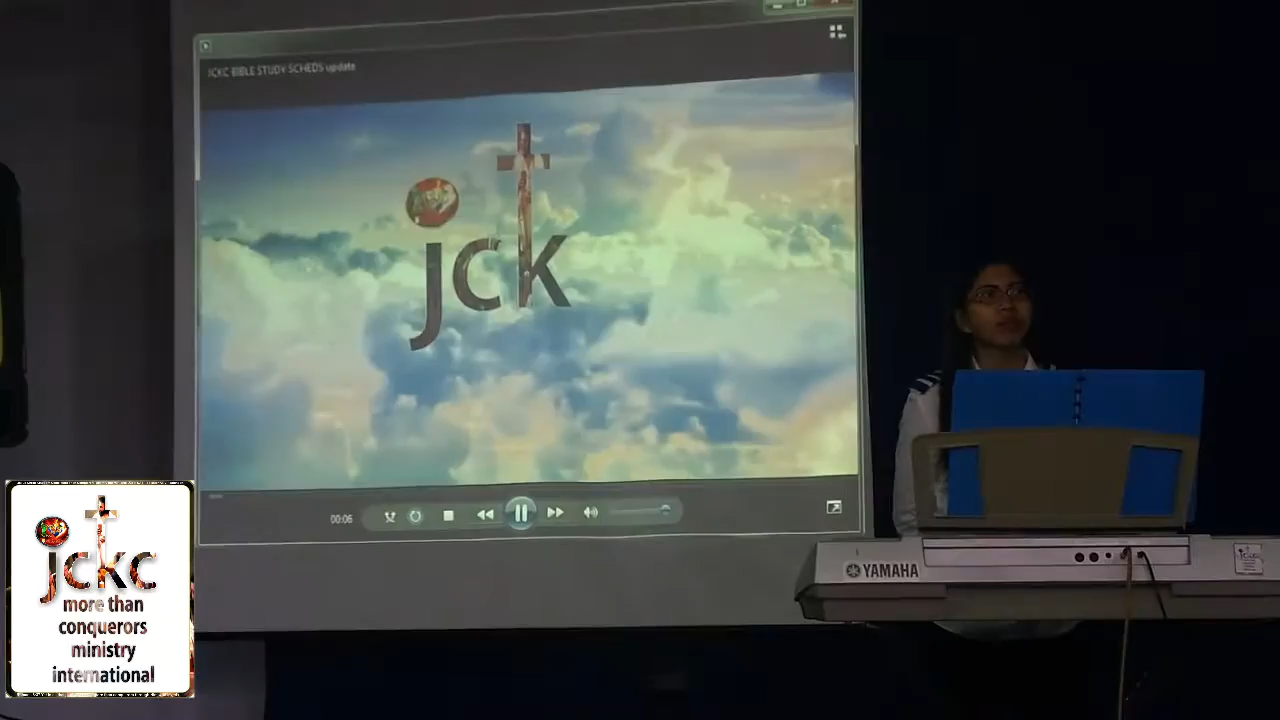 JCKC BIBLE STUDY SCHEDS update
jck
00:06
YAMAHA
jckc
more than
conquerors
ministry
international